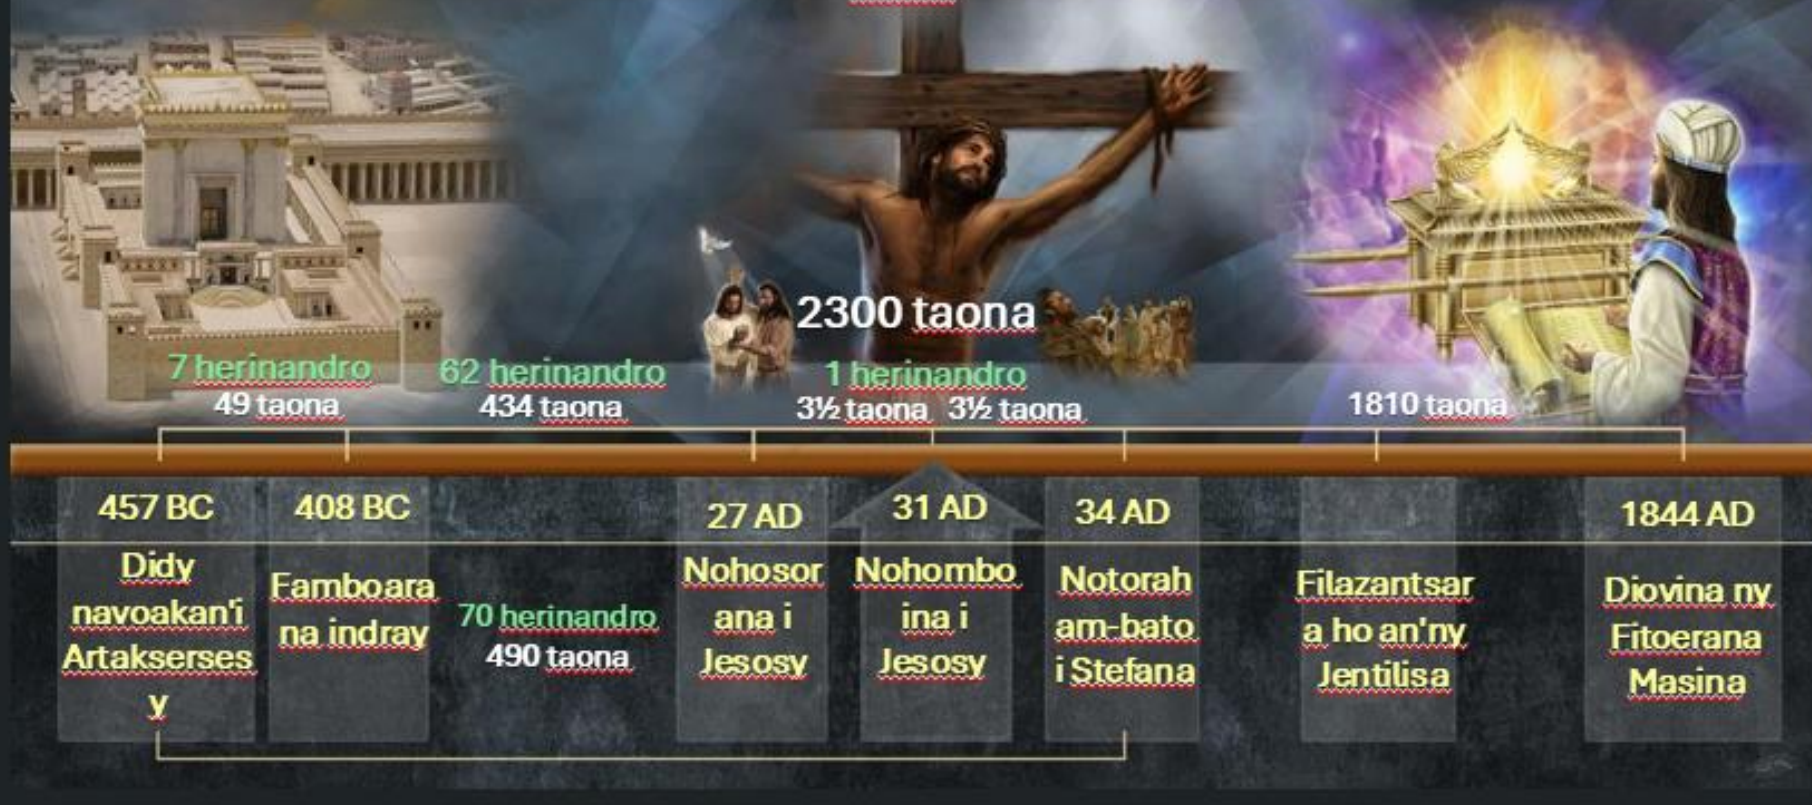 2300 taona
7 herinandro
49 taona
62 herinandro
434 taona
1 herinandro
3½ taona 3½ taona
1810 taona
457 BC
Didy
navoakan'i
Artakserses
y
408 BC
Famboara
na indray
70 herinandro
490 taona
27 AD
Nohosor
ana i
Jesosy
31 AD
Nohombo
ina i
Jesosy
34 AD
Notorah
am-bato
i Stefana
Filazantsar
a ho an'ny
Jentilisa
1844 AD
Diovina ny
Fitoerana
Masina